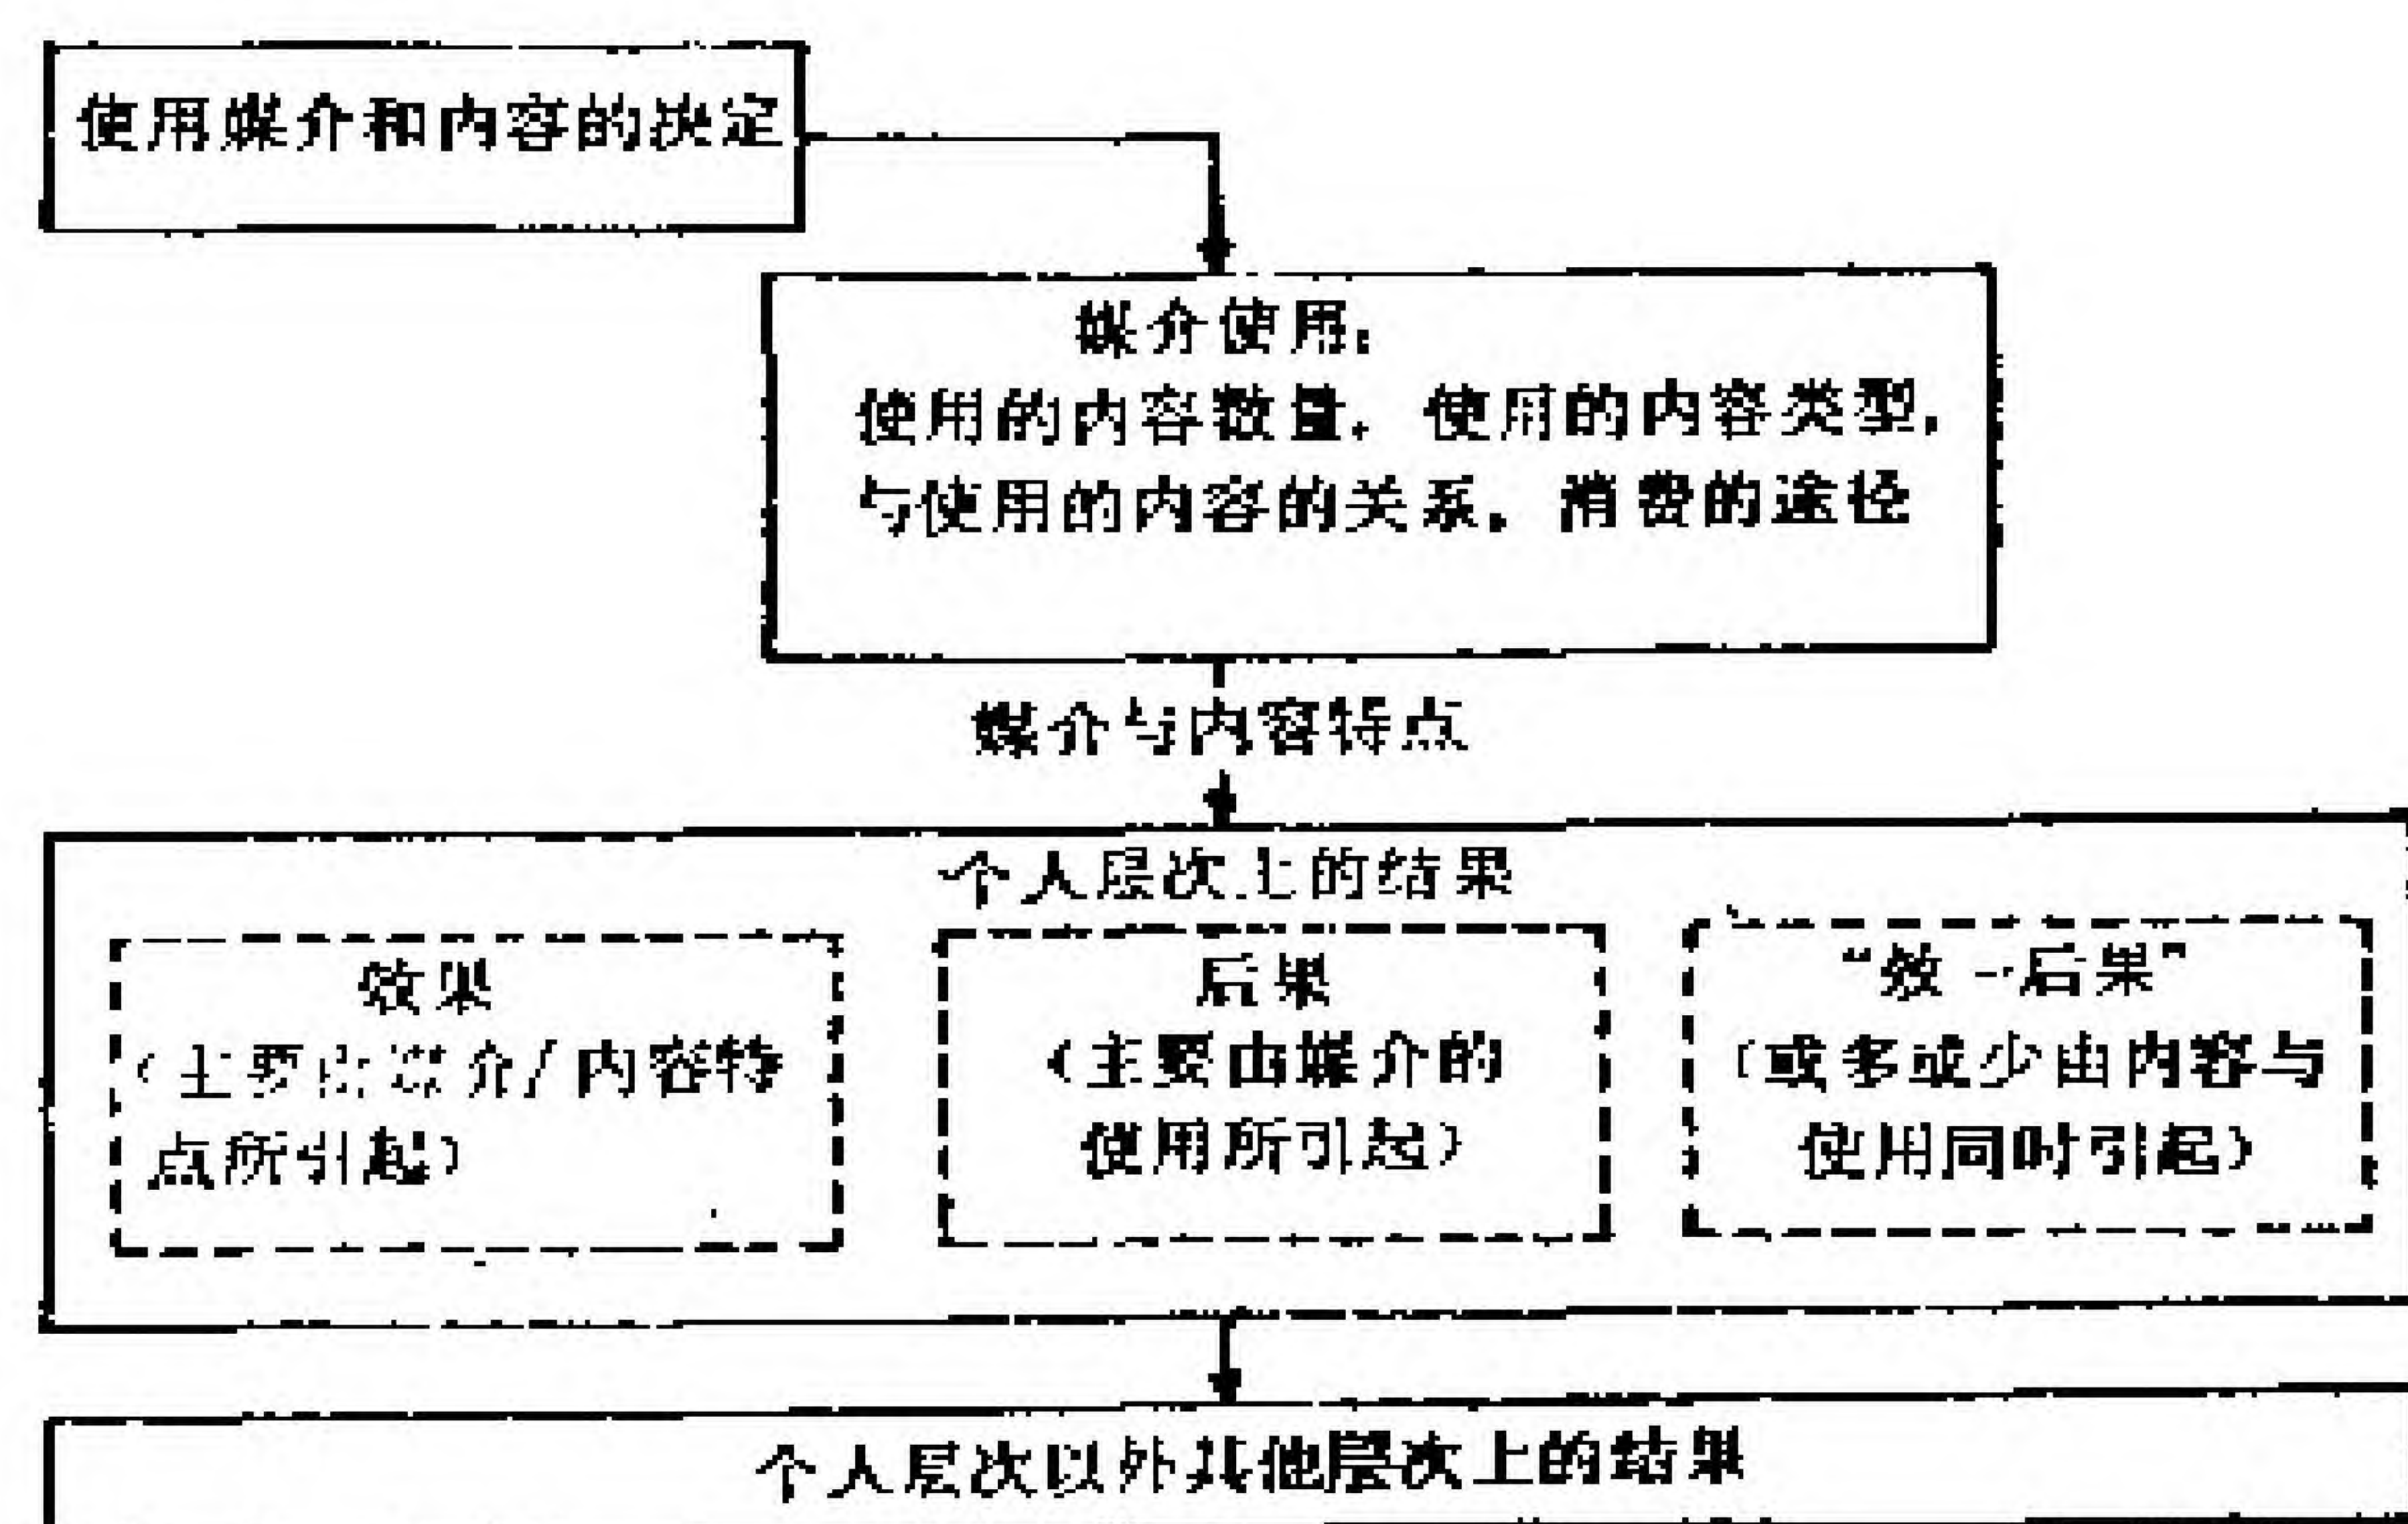 使用媒介和内容的决定
媒介使用:
使用的内容数量, 使用的内容类型,
与使用的内容的关系, 消费的途径
媒介与内容特点
个人层次上的结果
效果
(主要由媒介/内容特
点所引起)
后果
(主要由媒介的
使用所引起)
“效-后果”
(或多或少由内容与
使用同时引起)
个人层次以外其他层次上的结果